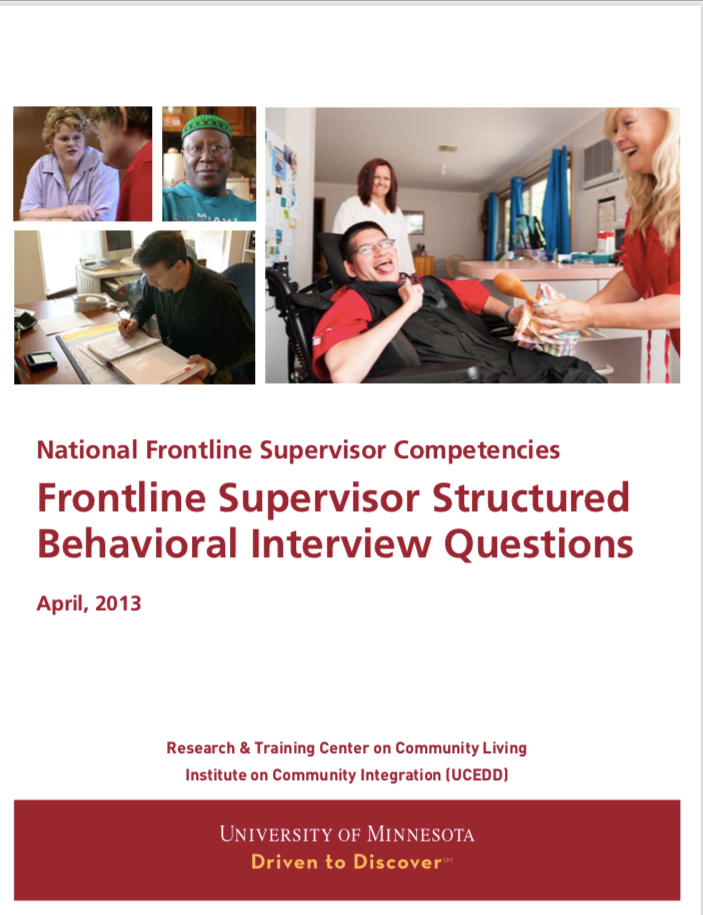 National Frontline Supervisor Competencies
Frontline Supervisor Structured
Behavioral Interview Questions
April, 2013
Research & Training Center on Community Living
Institute on Community Integration (UCEDD)
UNIVERSITY OF MINNESOTA
Driven to Discover℠